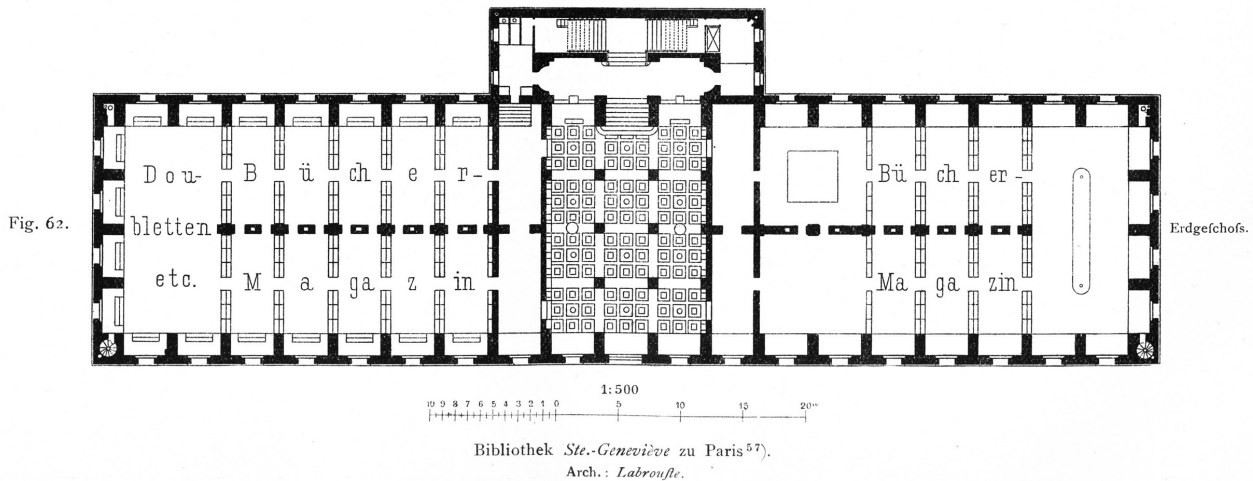 Dou- B ü ch e r- Bü ch er-
Fig. 62. bletten Erdgeſchoſs.
etc. M a ga z in Ma ga zin
1:500
10 9 8 7 6 5 4 3 2 1 0 5 10 15 20m
Bibliothek Ste.-Geneviève zu Paris 57).
Arch.: Labrouſte.